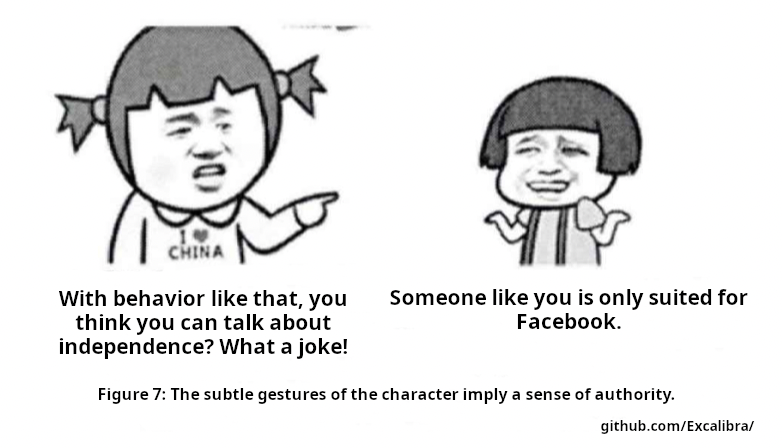 I ♥
CHINA
With behavior like that, you
think you can talk about
independence? What a joke!
Someone like you is only suited for
Facebook.
Figure 7: The subtle gestures of the character imply a sense of authority.
github.com/Excalibra/